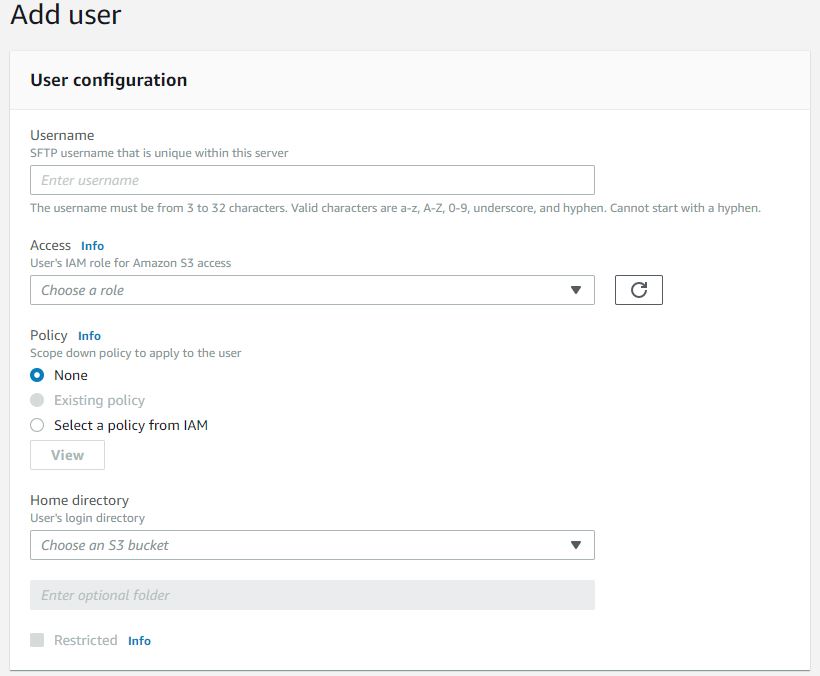 Add user
User configuration
Username
SFTP username that is unique within this server
Enter username
The username must be from 3 to 32 characters. Valid characters are a-z, A-Z, 0-9, underscore, and hyphen. Cannot start with a hyphen.
Access Info
User's IAM role for Amazon S3 access
Choose a role
Policy Info
Scope down policy to apply to the user
None
Existing policy
Select a policy from IAM
View
Home directory
User's login directory
Choose an S3 bucket
Enter optional folder
Restricted Info